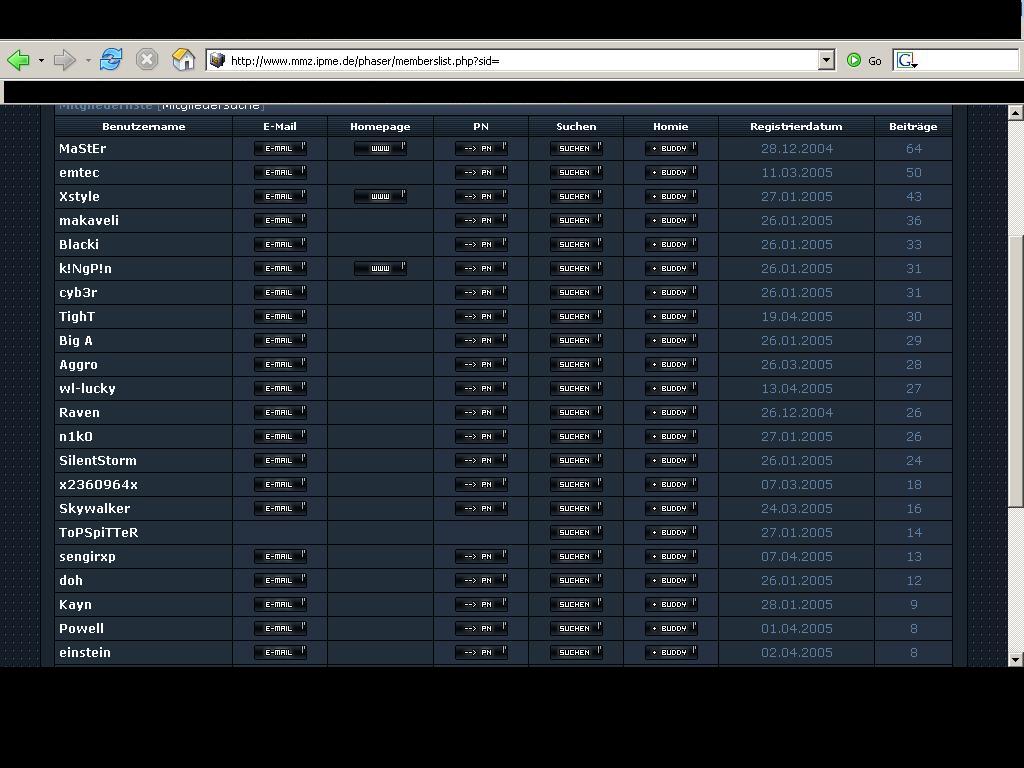 http://www.mmz.ipme.de/phaser/memberslist.php?sid= Go G
Mitgliederliste [Mitgliedersuche]
Benutzername E-Mail Homepage PN Suchen Homie Registrierdatum Beiträge
MaStEr E-MAIL WWW --> PN SUCHEN + BUDDY 28.12.2004 64
emtec E-MAIL --> PN SUCHEN + BUDDY 11.03.2005 50
Xstyle E-MAIL WWW --> PN SUCHEN + BUDDY 27.01.2005 43
makaveli E-MAIL --> PN SUCHEN + BUDDY 26.01.2005 36
Blacki E-MAIL --> PN SUCHEN + BUDDY 26.01.2005 33
k!NgP!n E-MAIL WWW --> PN SUCHEN + BUDDY 26.01.2005 31
cyb3r E-MAIL --> PN SUCHEN + BUDDY 26.01.2005 31
TighT E-MAIL --> PN SUCHEN + BUDDY 19.04.2005 30
Big A E-MAIL --> PN SUCHEN + BUDDY 26.01.2005 29
Aggro E-MAIL --> PN SUCHEN + BUDDY 26.03.2005 28
wl-lucky E-MAIL --> PN SUCHEN + BUDDY 13.04.2005 27
Raven E-MAIL --> PN SUCHEN + BUDDY 26.12.2004 26
n1k0 E-MAIL --> PN SUCHEN + BUDDY 27.01.2005 26
SilentStorm E-MAIL --> PN SUCHEN + BUDDY 26.01.2005 24
x2360964x E-MAIL --> PN SUCHEN + BUDDY 07.03.2005 18
Skywalker E-MAIL --> PN SUCHEN + BUDDY 24.03.2005 16
ToPSpiTTeR SUCHEN + BUDDY 27.01.2005 14
sengirxp E-MAIL --> PN SUCHEN + BUDDY 07.04.2005 13
doh E-MAIL --> PN SUCHEN + BUDDY 26.01.2005 12
Kayn E-MAIL --> PN SUCHEN + BUDDY 28.01.2005 9
Powell E-MAIL --> PN SUCHEN + BUDDY 01.04.2005 8
einstein E-MAIL --> PN SUCHEN + BUDDY 02.04.2005 8